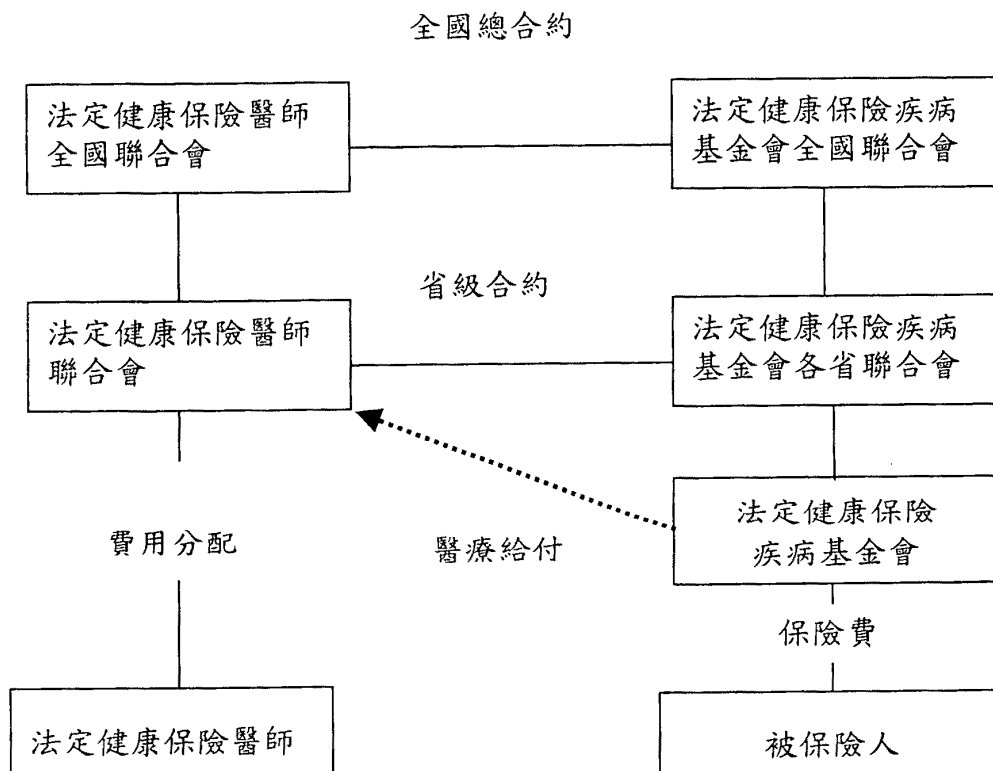 全國總合約
法定健康保險醫師
全國聯合會
法定健康保險疾病
基金會全國聯合會
省級合約
法定健康保險醫師
聯合會
法定健康保險疾病
基金會各省聯合會
法定健康保險
疾病基金會
費用分配
醫療給付
保險費
法定健康保險醫師
被保險人